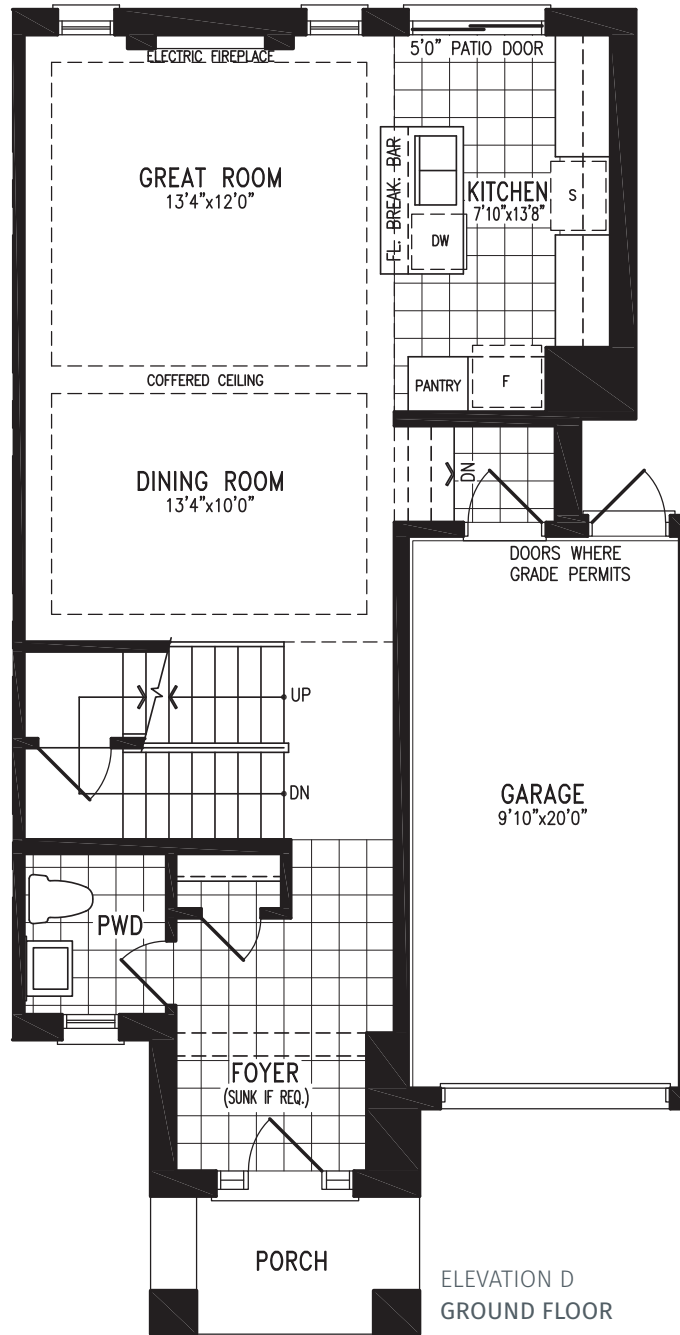 ELECTRIC FIREPLACE
5'0" PATIO DOOR
GREAT ROOM
13'4"x12'0"
FL. BREAK. BAR
KITCHEN
7'10"x13'8"
S
DW
COFFERED CEILING
PANTRY
F
DINING ROOM
13'4"x10'0"
DN
DOORS WHERE
GRADE PERMITS
UP
DN
GARAGE
9'10"x20'0"
PWD
FOYER
(SUNK IF REQ.)
PORCH
ELEVATION D
GROUND FLOOR